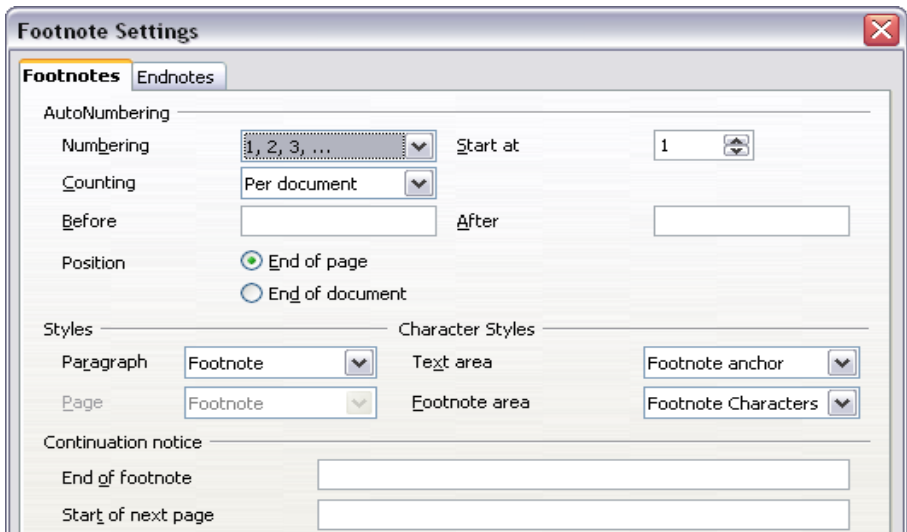 Footnote Settings
Footnotes Endnotes
AutoNumbering
Numbering 1, 2, 3, ... Start at 1
Counting Per document
Before After
Position End of page
End of document
Styles Character Styles
Paragraph Footnote Text area Footnote anchor
Page Footnote Footnote area Footnote Characters
Continuation notice
End of footnote
Start of next page